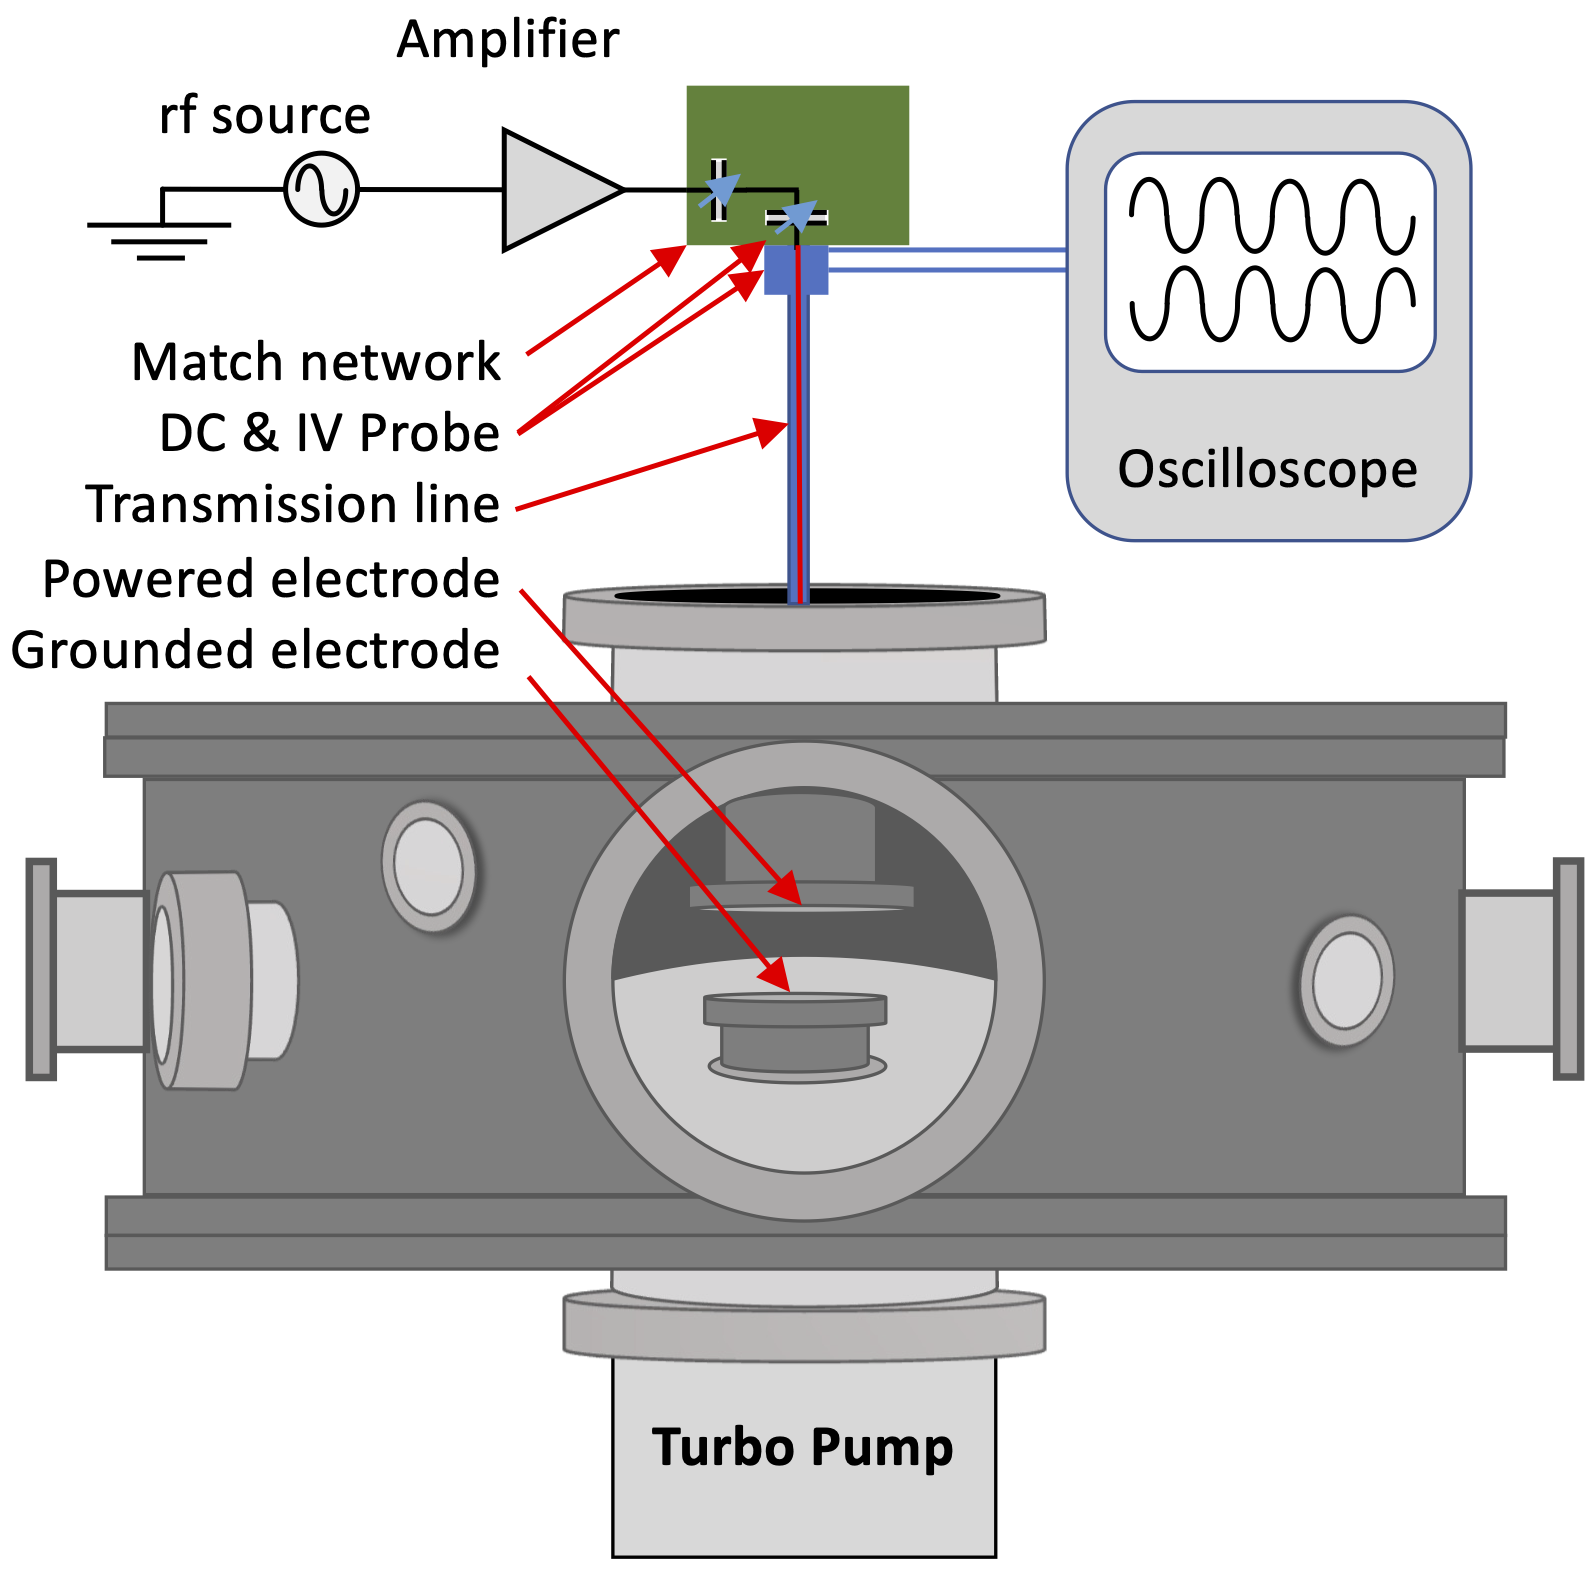 Amplifier
rf source
Match network
DC & IV Probe
Transmission line
Powered electrode
Grounded electrode
Oscilloscope
Turbo Pump